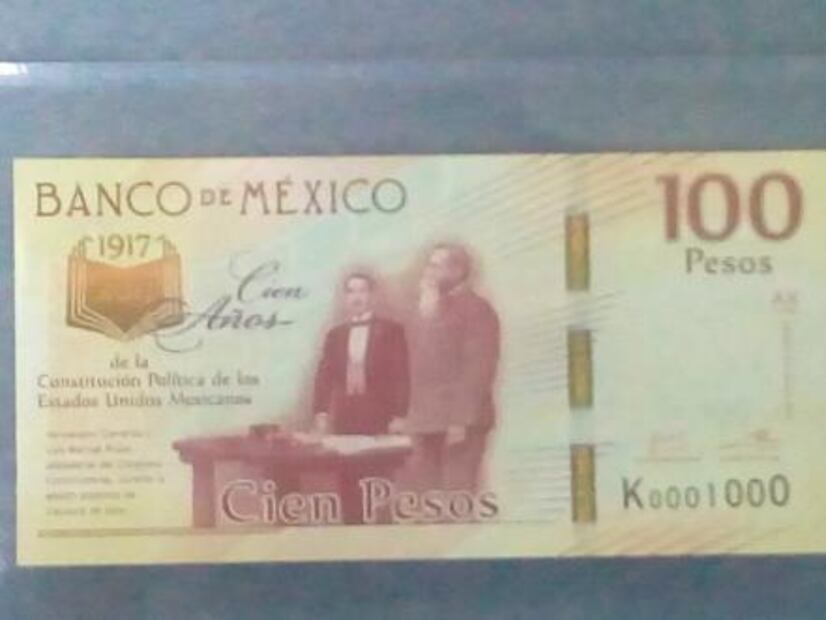 BANCO DE MÉXICO
100
Pesos
1917
Cien
Años
de la
Constitución Política de los
Estados Unidos Mexicanos
Cien Pesos
K0001000